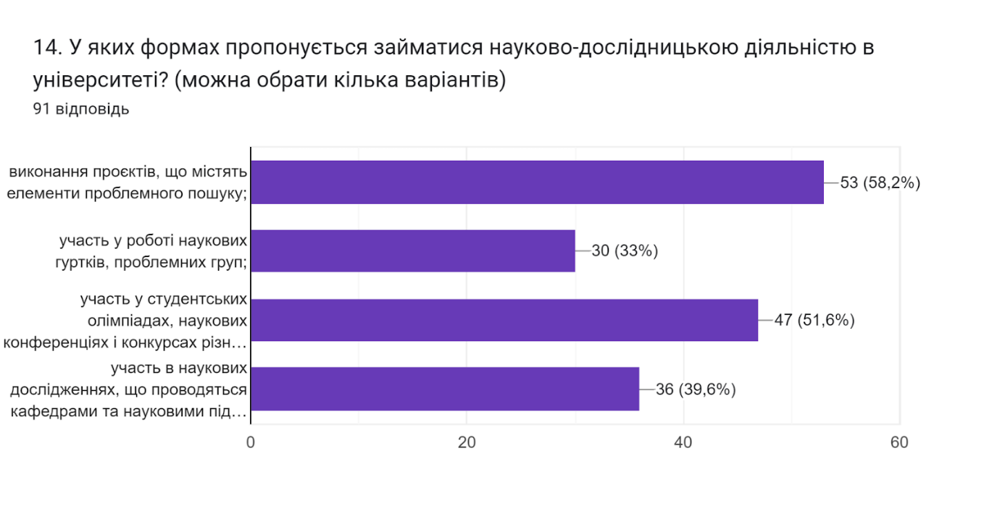 14. У яких формах пропонується займатися науково-дослідницькою діяльністю в
університеті? (можна обрати кілька варіантів)
91 відповідь
виконання проєктів, що містять
елементи проблемного пошуку;
53 (58,2%)
участь у роботі наукових
гуртків, проблемних груп;
30 (33%)
участь у студентських
олімпіадах, наукових
конференціях і конкурсах різн…
47 (51,6%)
участь в наукових
дослідженнях, що проводяться
кафедрами та науковими під…
36 (39,6%)
0 20 40 60